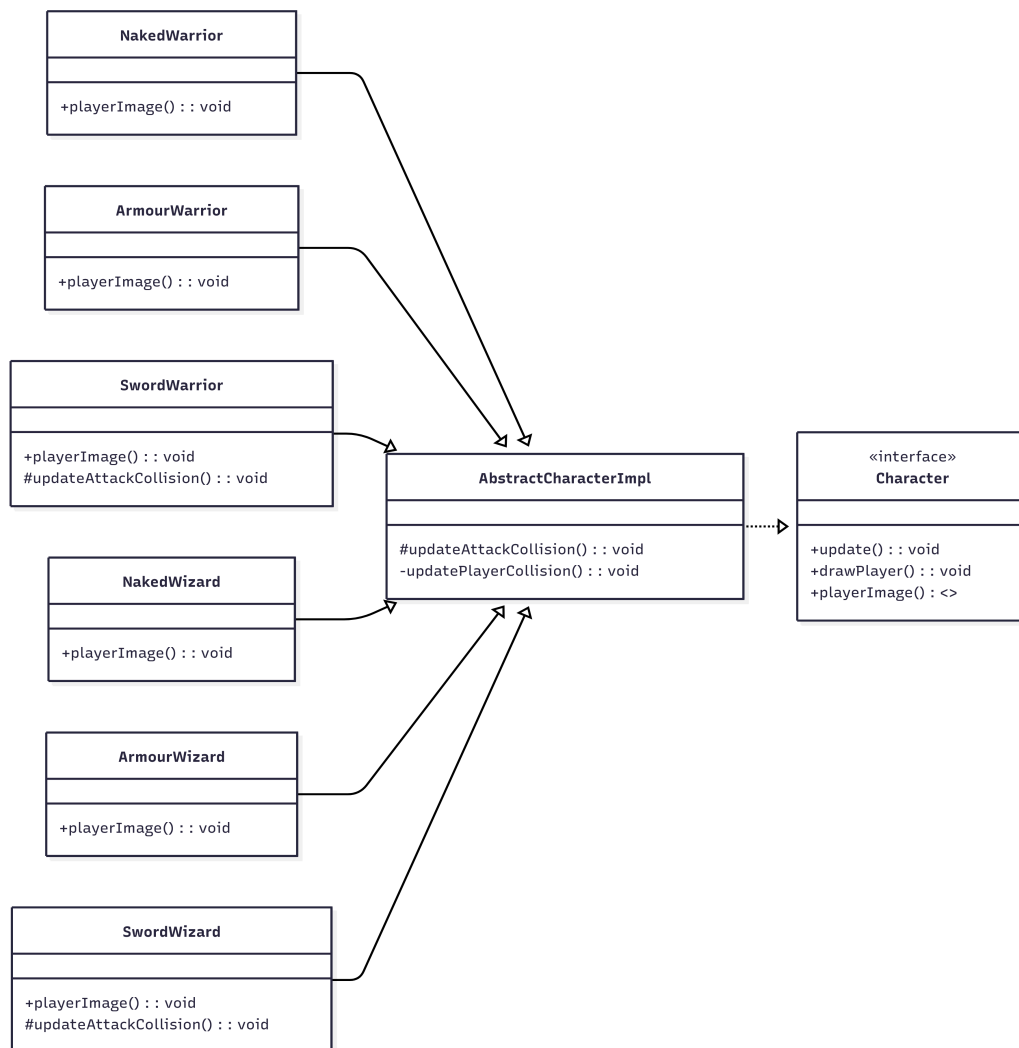 NakedWarrior
+playerImage() : : void
ArmourWarrior
+playerImage() : : void
SwordWarrior
+playerImage() : : void
#updateAttackCollision() : : void
NakedWizard
+playerImage() : : void
ArmourWizard
+playerImage() : : void
SwordWizard
+playerImage() : : void
#updateAttackCollision() : : void
AbstractCharacterImpl
#updateAttackCollision() : : void
-updatePlayerCollision() : : void
«interface»
Character
+update() : : void
+drawPlayer() : : void
+playerImage() : <>